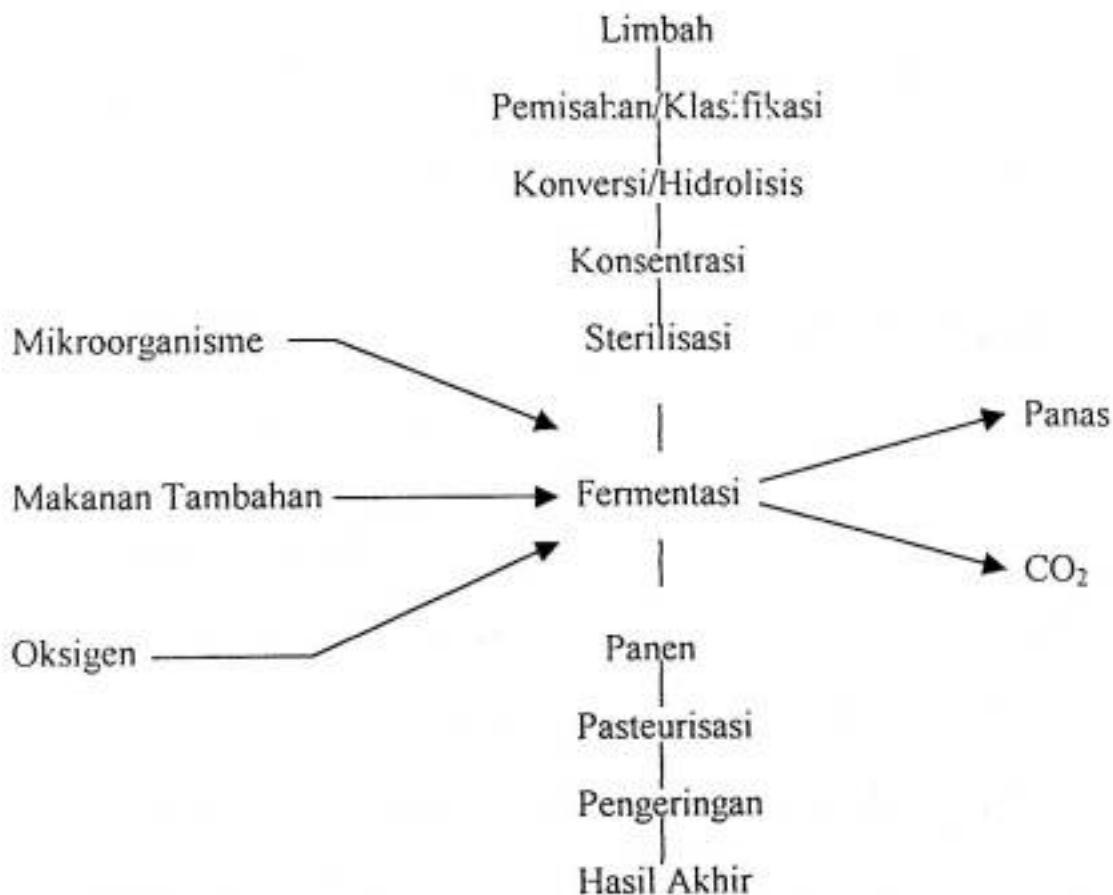 Limbah
Pemisahan/Klasifikasi
Konversi/Hidrolisis
Konsentrasi
Sterilisasi
Mikroorganisme
Panas
Makanan Tambahan
Fermentasi
CO₂
Oksigen
Panen
Pasteurisasi
Pengeringan
Hasil Akhir